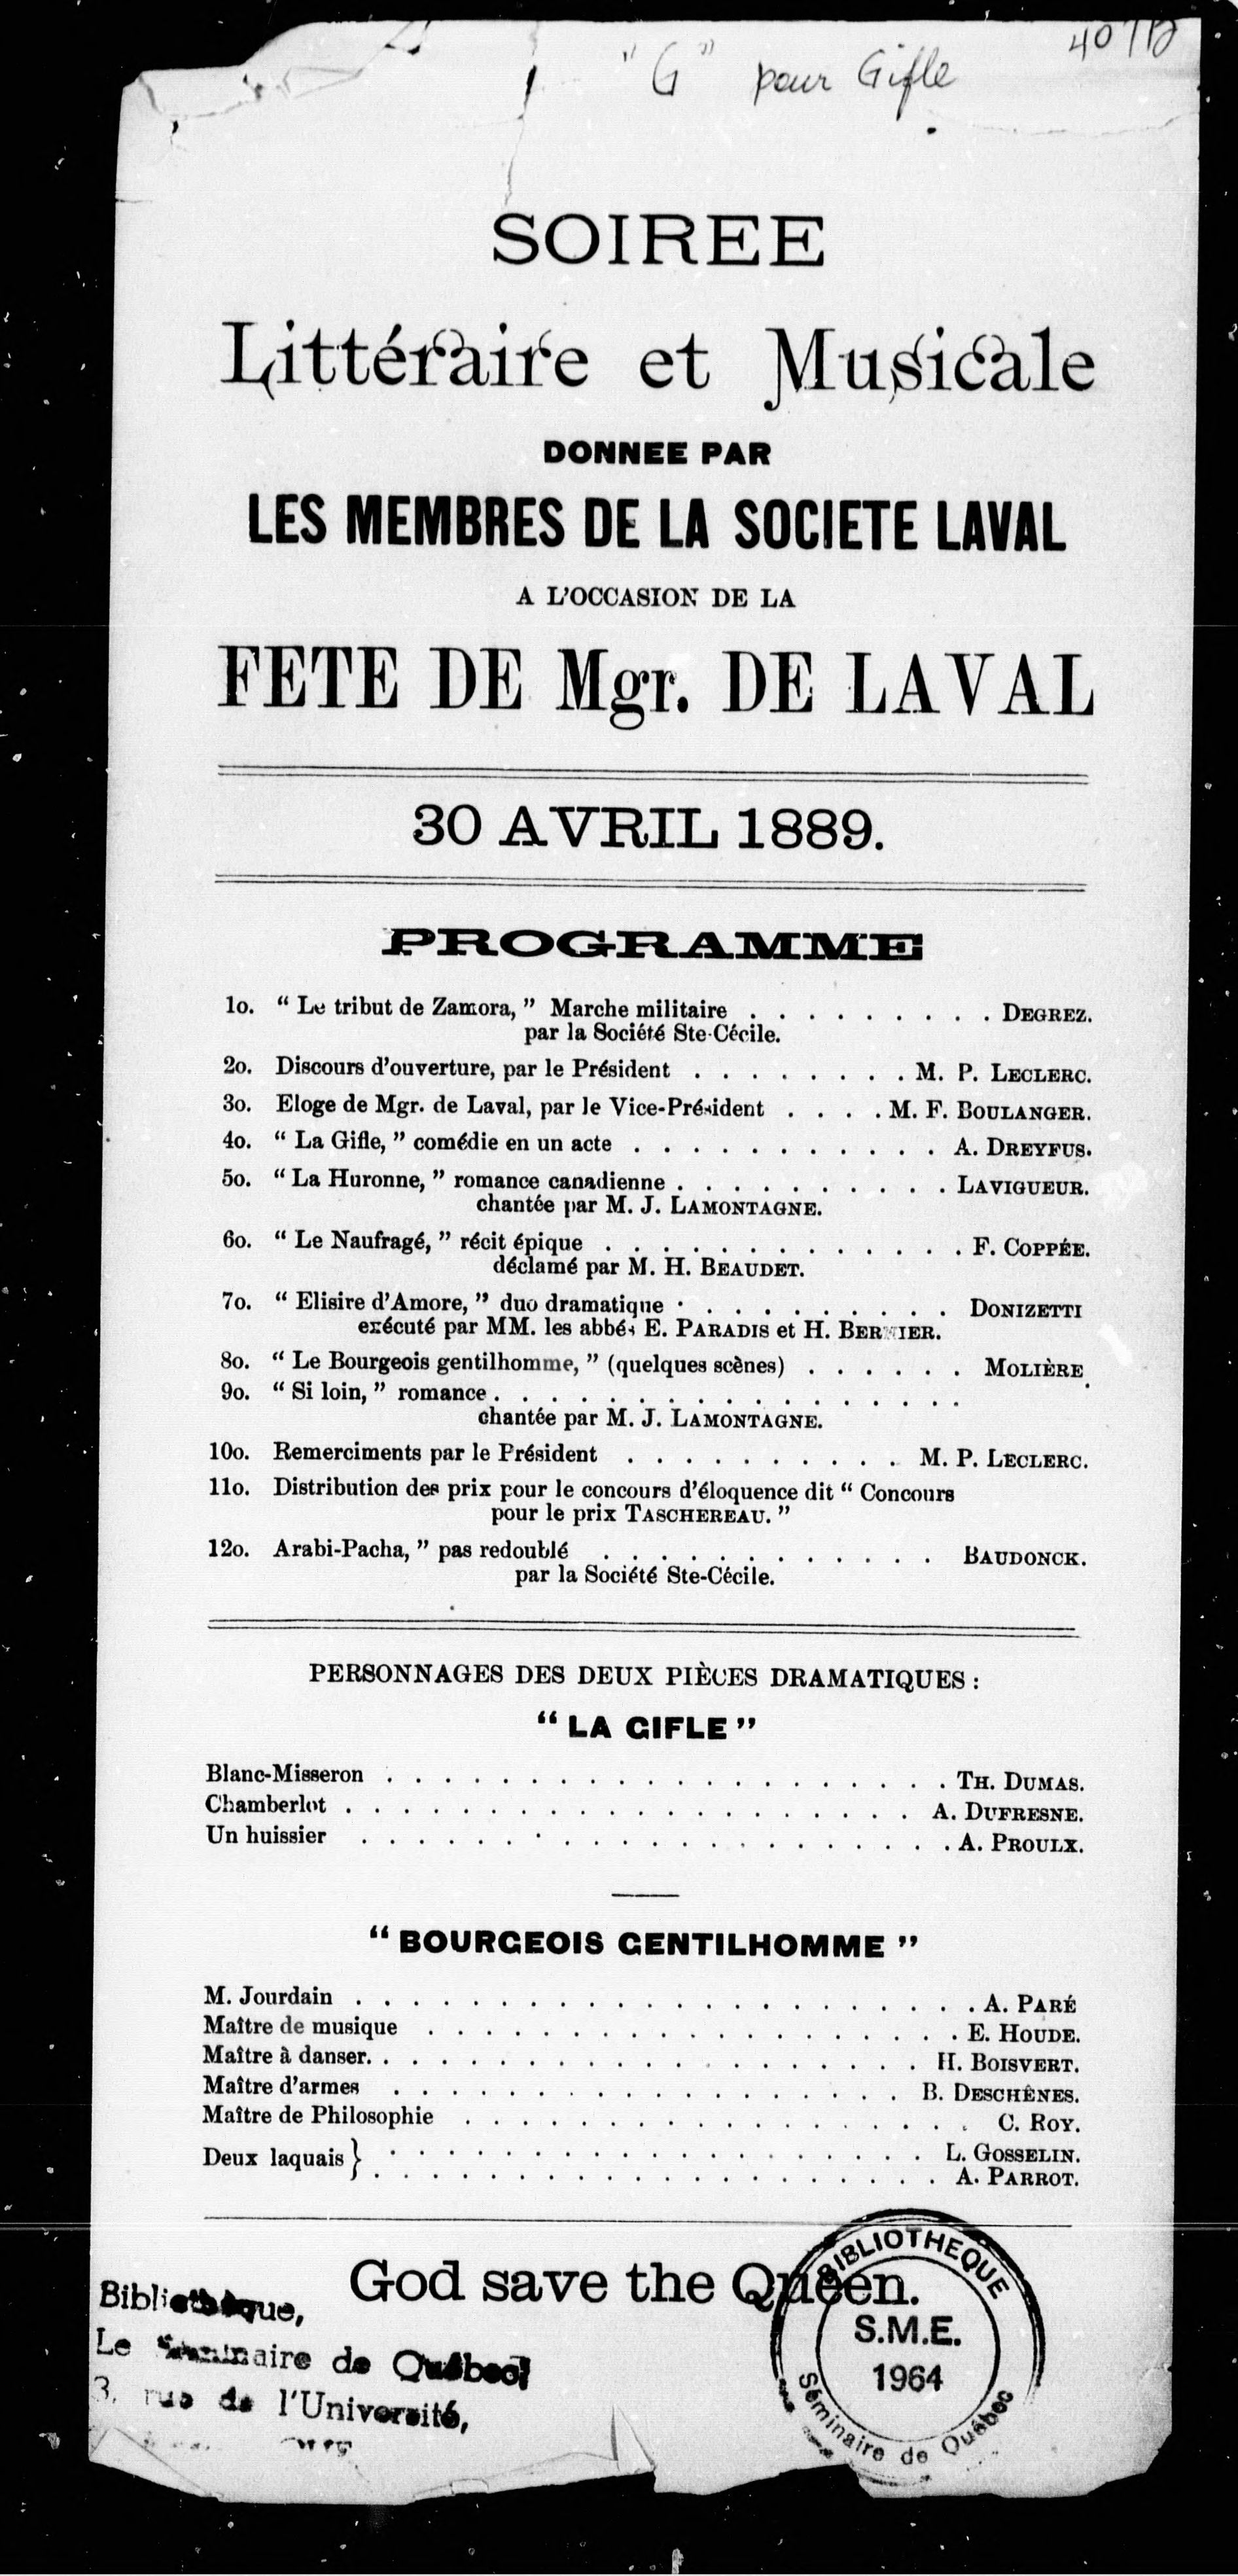 "G" pour Gifle
SOIREE
Littéraire et Musicale
DONNEE PAR
LES MEMBRES DE LA SOCIETE LAVAL
A L'OCCASION DE LA
FETE DE Mgr. DE LAVAL
30 AVRIL 1889.
PROGRAMME
1o. “ Le tribut de Zamora, ” Marche militaire . . . . . . . . . DEGREZ.
par la Société Ste-Cécile.
2o. Discours d'ouverture, par le Président . . . . . . . . M. P. LECLERC.
3o. Eloge de Mgr. de Laval, par le Vice-Président . . . . M. F. BOULANGER.
4o. “ La Gifle, ” comédie en un acte . . . . . . . . . . . A. DREYFUS.
5o. “ La Huronne, ” romance canadienne . . . . . . . . . . LAVIGUEUR.
chantée par M. J. LAMONTAGNE.
6o. “ Le Naufragé, ” récit épique . . . . . . . . . . . . . F. COPPÉE.
déclamé par M. H. BEAUDET.
7o. “ Elisire d'Amore, ” duo dramatique . . . . . . . . . . DONIZETTI
exécuté par MM. les abbés E. PARADIS et H. BERNIER.
8o. “ Le Bourgeois gentilhomme, ” (quelques scènes) . . . . . . MOLIÈRE.
9o. “ Si loin, ” romance . . . . . . . . . . . . . . . .
chantée par M. J. LAMONTAGNE.
10o. Remerciments par le Président . . . . . . . . . . M. P. LECLERC.
11o. Distribution des prix pour le concours d'éloquence dit “ Concours
pour le prix TASCHEREAU. ”
12o. Arabi-Pacha, ” pas redoublé . . . . . . . . . . . . BAUDONCK.
par la Société Ste-Cécile.
PERSONNAGES DES DEUX PIÈCES DRAMATIQUES :
“ LA GIFLE ”
Blanc-Misseron . . . . . . . . . . . . . . . . . . . . TH. DUMAS.
Chamberlot . . . . . . . . . . . . . . . . . . . . A. DUFRESNE.
Un huissier . . . . . . . . . . . . . . . . . . . . . A. PROULX.
“ BOURGEOIS GENTILHOMME ”
M. Jourdain . . . . . . . . . . . . . . . . . . . . . . A. PARÉ
Maître de musique . . . . . . . . . . . . . . . . . . . E. HOUDE.
Maître à danser. . . . . . . . . . . . . . . . . . . . H. BOISVERT.
Maître d'armes . . . . . . . . . . . . . . . . . . B. DESCHÊNES.
Maître de Philosophie . . . . . . . . . . . . . . . . . . C. ROY.
Deux laquais } . . . . . . . . . . . . . . . . . . . L. GOSSELIN.
. . . . . . . . . . . . . . . . . . . . A. PARROT.
God save the Queen.
BIBLIOTHEQUE
S.M.E.
1964
Séminaire de Québec
Bibliothèque,
Le Séminaire de Québec
3, rue de l'Université,